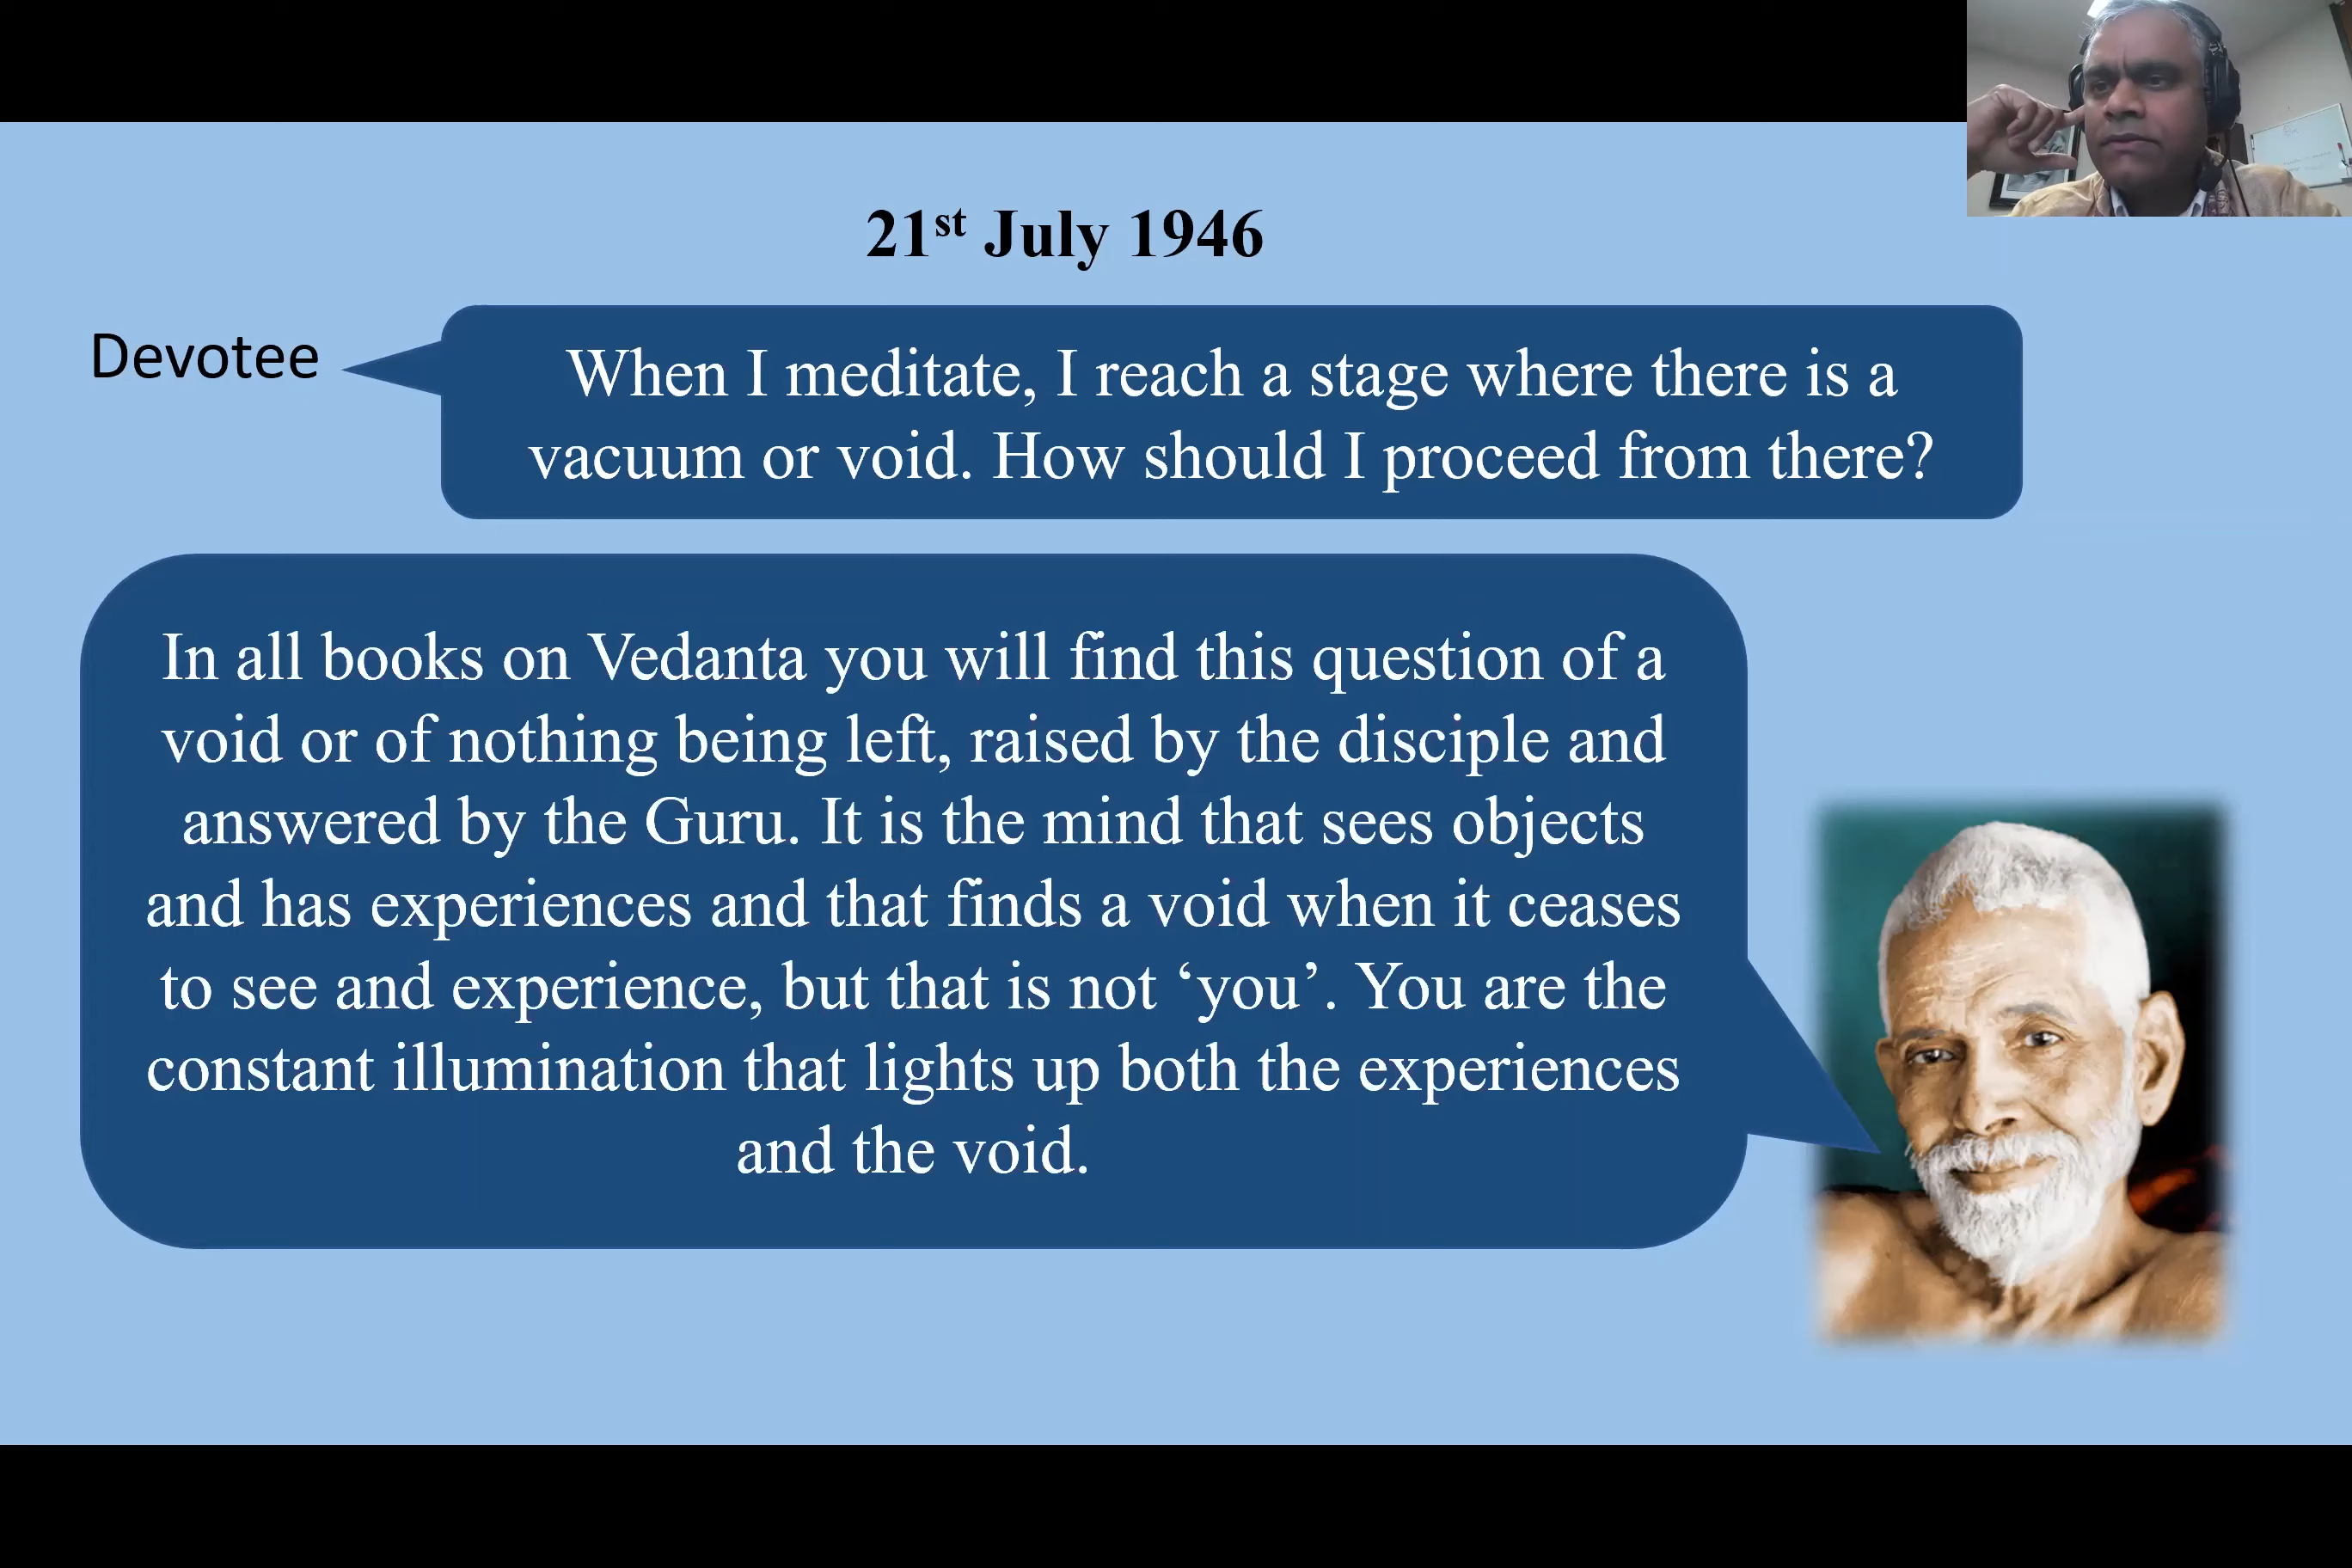 21st July 1946
Devotee
When I meditate, I reach a stage where there is a
vacuum or void. How should I proceed from there?
In all books on Vedanta you will find this question of a
void or of nothing being left, raised by the disciple and
answered by the Guru. It is the mind that sees objects
and has experiences and that finds a void when it ceases
to see and experience, but that is not ‘you’. You are the
constant illumination that lights up both the experiences
and the void.